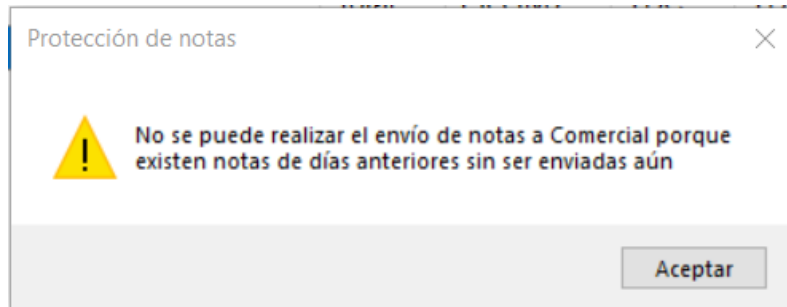 Protección de notas
No se puede realizar el envío de notas a Comercial porque
existen notas de días anteriores sin ser enviadas aún
Aceptar